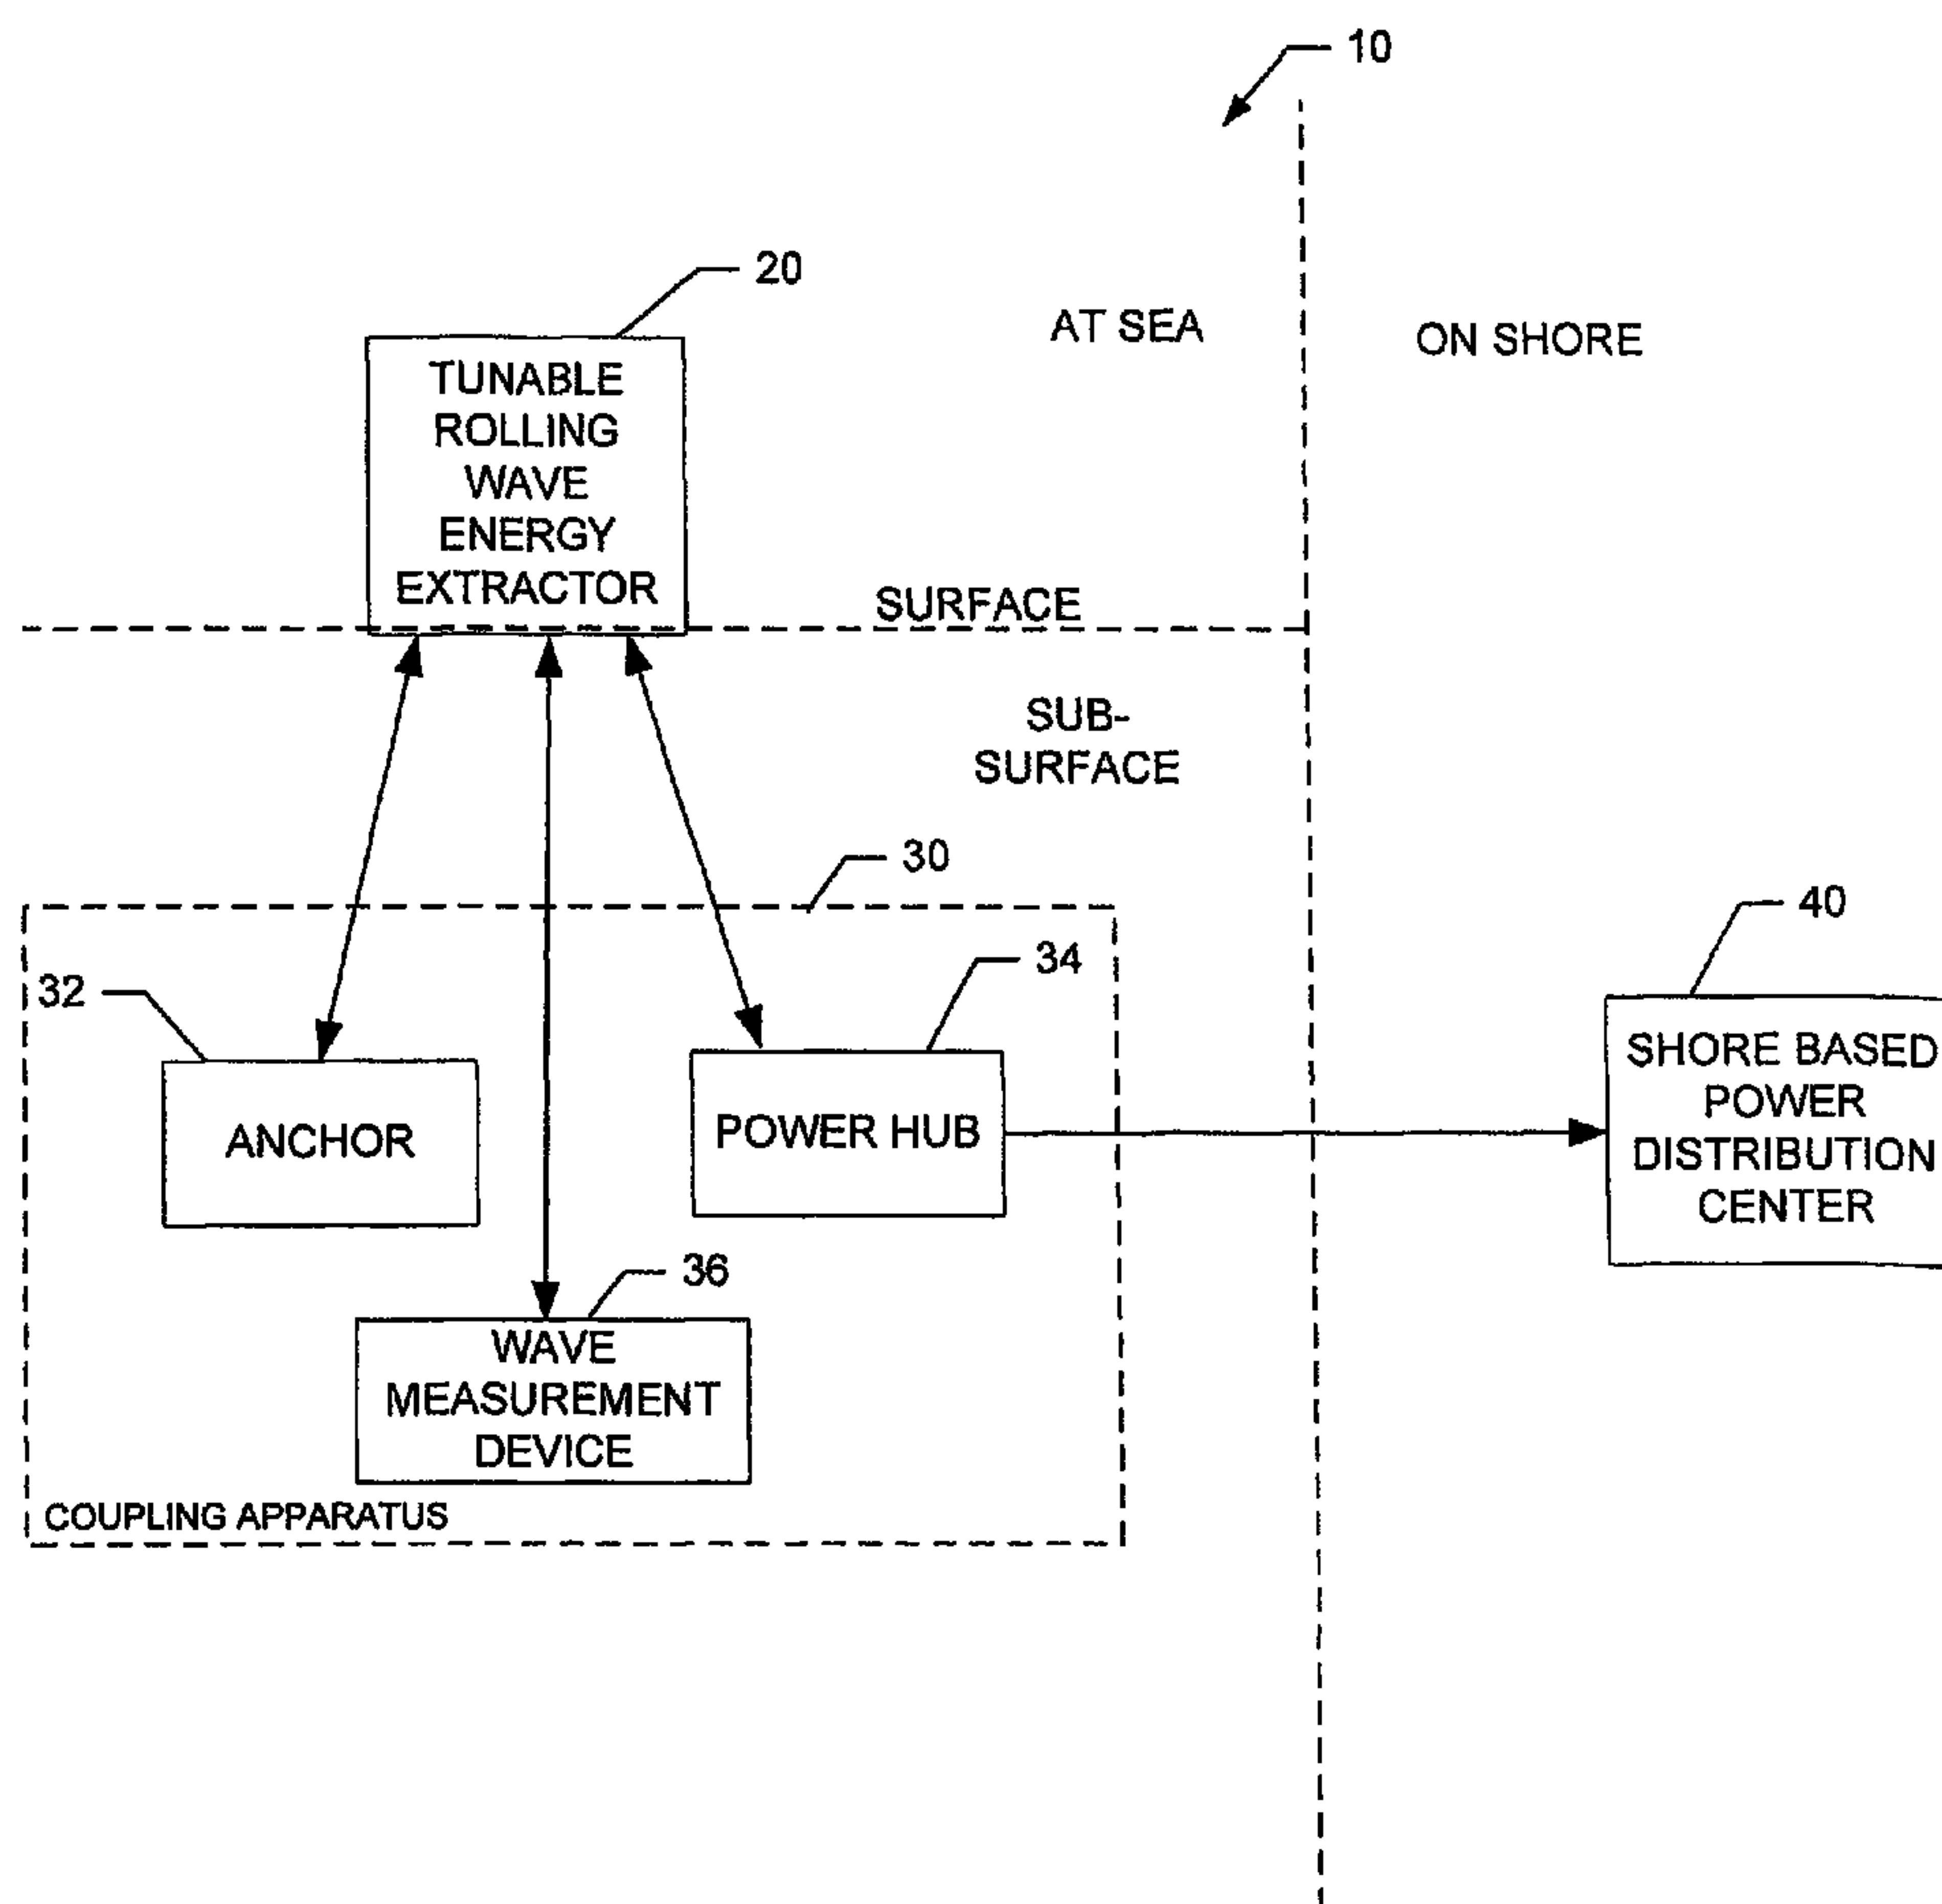 10
20
AT SEA
ON SHORE
TUNABLE
ROLLING
WAVE
ENERGY
EXTRACTOR
SURFACE
SUB-
SURFACE
30
40
34
32
ANCHOR
POWER HUB
SHORE BASED
POWER
DISTRIBUTION
CENTER
36
WAVE
MEASUREMENT
DEVICE
COUPLING APPARATUS